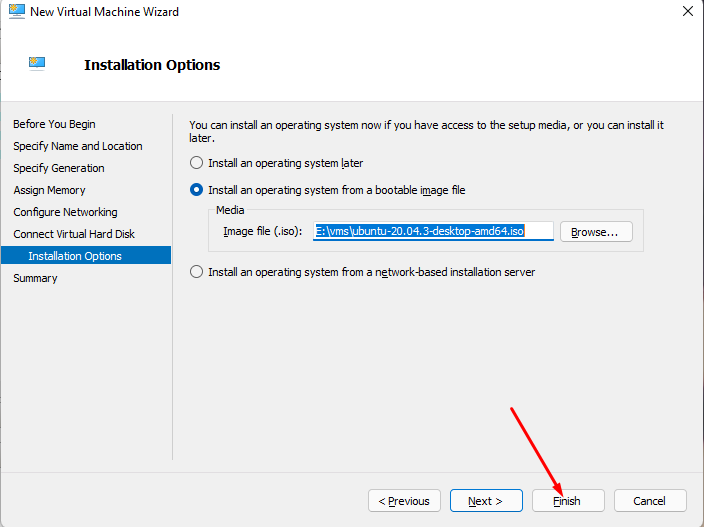 New Virtual Machine Wizard
Installation Options
Before You Begin
Specify Name and Location
Specify Generation
Assign Memory
Configure Networking
Connect Virtual Hard Disk
Installation Options
Summary
You can install an operating system now if you have access to the setup media, or you can install it
later.
Install an operating system later
Install an operating system from a bootable image file
Media
Image file (.iso):
E:\vms\ubuntu-20.04.3-desktop-amd64.iso
Browse...
Install an operating system from a network-based installation server
< Previous
Next >
Finish
Cancel